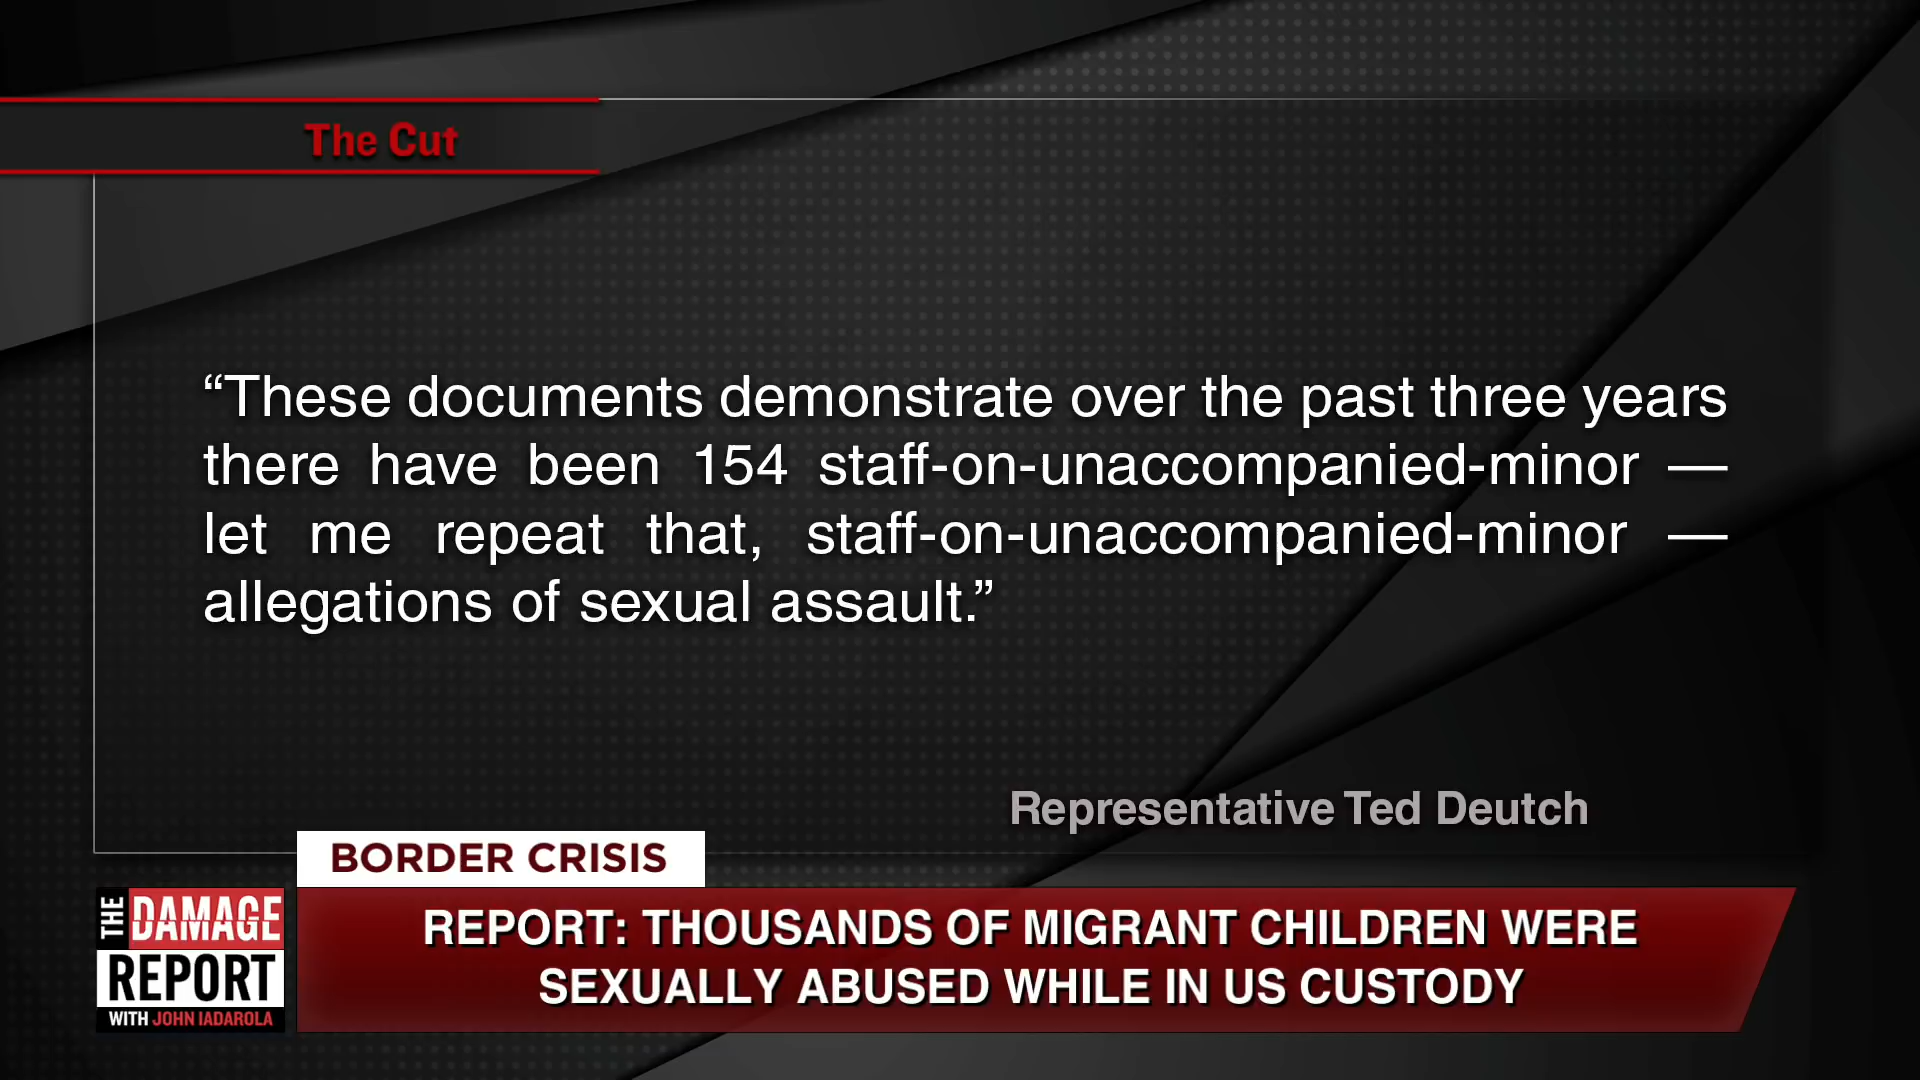 The Cut
“These documents demonstrate over the past three years
there have been 154 staff-on-unaccompanied-minor —
let me repeat that, staff-on-unaccompanied-minor —
allegations of sexual assault.”
Representative Ted Deutch
BORDER CRISIS
THE DAMAGE
REPORT
WITH JOHN IADAROLA
REPORT: THOUSANDS OF MIGRANT CHILDREN WERE
SEXUALLY ABUSED WHILE IN US CUSTODY